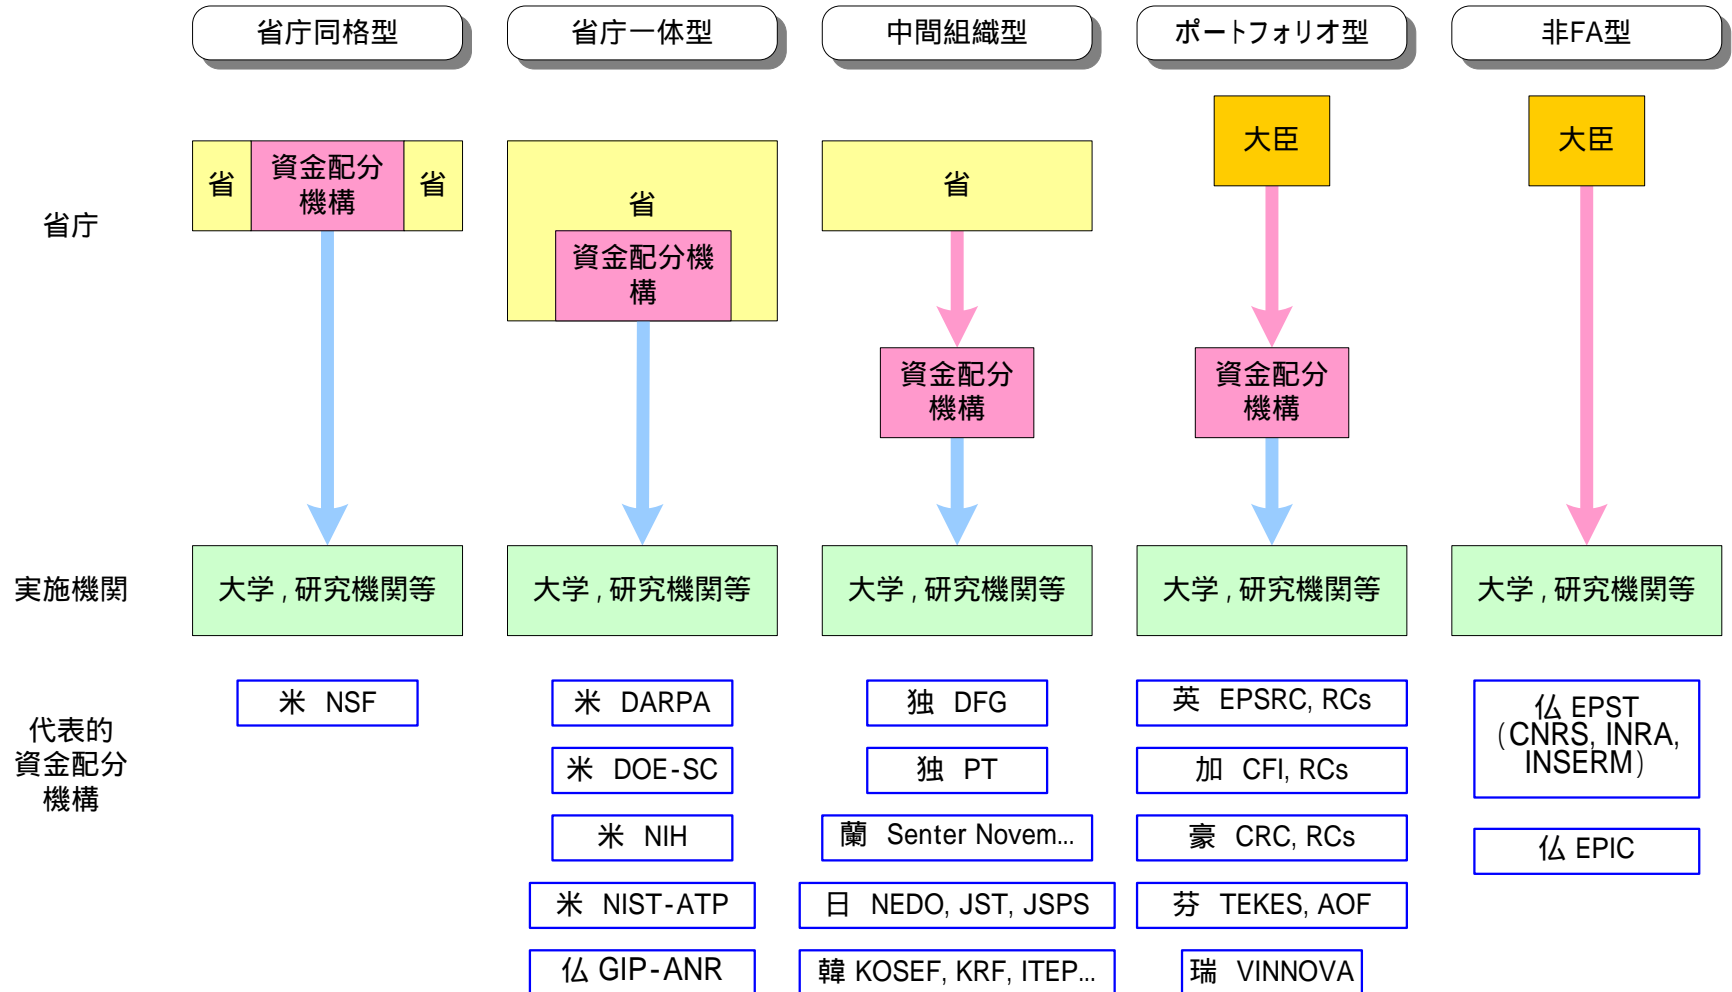 省庁同格型
省庁一体型
中間組織型
ポートフォリオ型
非FA型
省庁
省
資金配分
機構
省
省
資金配分機
構
省
資金配分
機構
大臣
資金配分
機構
大臣
実施機関
大学,研究機関等
大学,研究機関等
大学,研究機関等
大学,研究機関等
大学,研究機関等
代表的
資金配分
機構
米 NSF
米 DARPA
米 DOE-SC
米 NIH
米 NIST-ATP
仏 GIP-ANR
独 DFG
独 PT
蘭 Senter Novem...
日 NEDO, JST, JSPS
韓 KOSEF, KRF, ITEP...
英 EPSRC, RCs
加 CFI, RCs
豪 CRC, RCs
芬 TEKES, AOF
瑞 VINNOVA
仏 EPST
(CNRS, INRA,
INSERM)
仏 EPIC